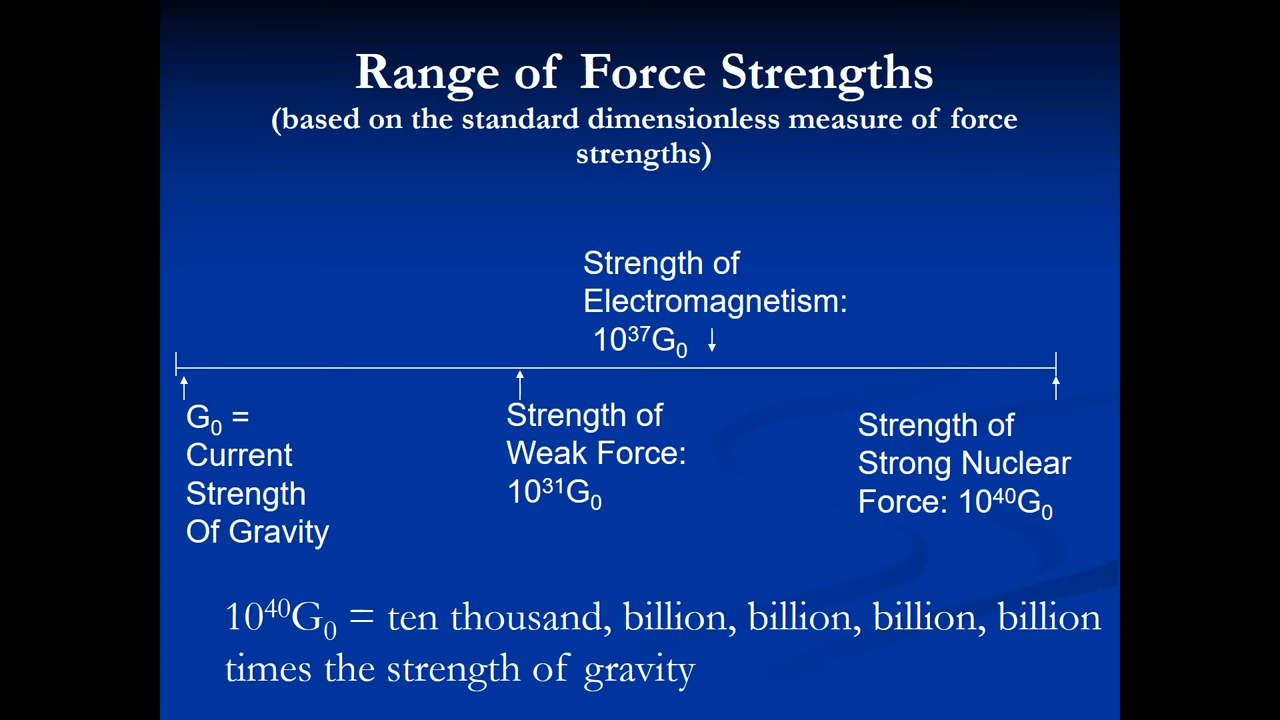 Range of Force Strengths
(based on the standard dimensionless measure of force
strengths)
Strength of
Electromagnetism:
10³⁷G₀ ↓
G₀ =
Current
Strength
Of Gravity
Strength of
Weak Force:
10³¹G₀
Strength of
Strong Nuclear
Force: 10⁴⁰G₀
10⁴⁰G₀ = ten thousand, billion, billion, billion, billion
times the strength of gravity